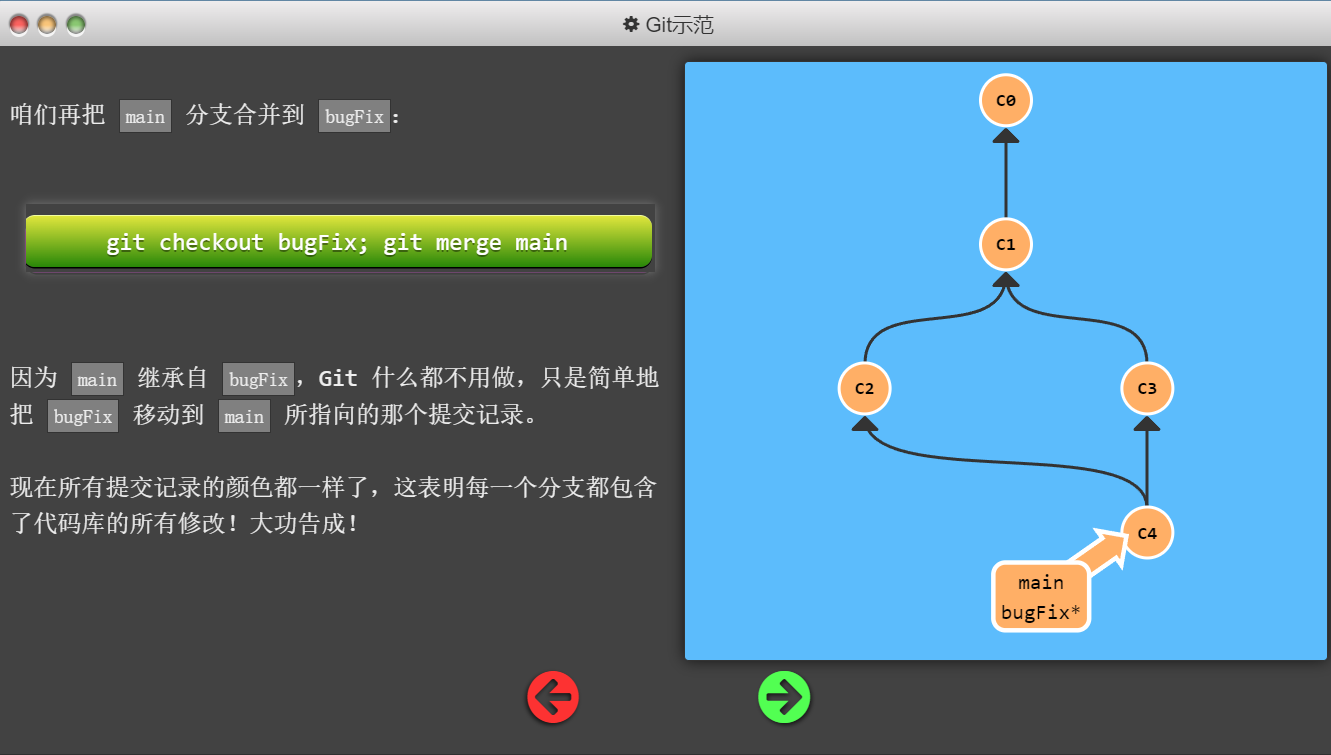 Git示范
咱们再把 main 分支合并到 bugFix：
git checkout bugFix; git merge main
因为 main 继承自 bugFix，Git 什么都不用做，只是简单地
把 bugFix 移动到 main 所指向的那个提交记录。
现在所有提交记录的颜色都一样了，这表明每一个分支都包含
了代码库的所有修改！大功告成！
C0
C1
C2
C3
C4
main
bugFix*